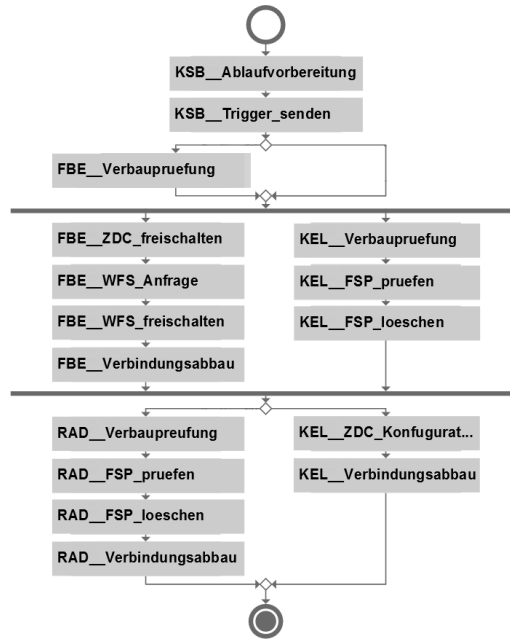 KSB__Ablaufvorbereitung
KSB__Trigger_senden
FBE__Verbaupruefung
FBE__ZDC_freischalten
KEL__Verbaupruefung
FBE__WFS_Anfrage
KEL__FSP_pruefen
FBE__WFS_freischalten
KEL__FSP_loeschen
FBE__Verbindungsabbau
RAD__Verbaupreufung
KEL__ZDC_Konfugurat...
RAD__FSP_pruefen
KEL__Verbindungsabbau
RAD__FSP_loeschen
RAD__Verbindungsabbau